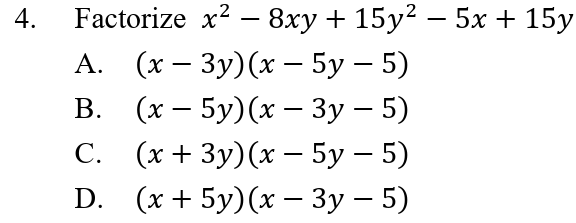 4. Factorize x² − 8xy + 15y² − 5x + 15y
A. (x − 3y)(x − 5y − 5)
B. (x − 5y)(x − 3y − 5)
C. (x + 3y)(x − 5y − 5)
D. (x + 5y)(x − 3y − 5)